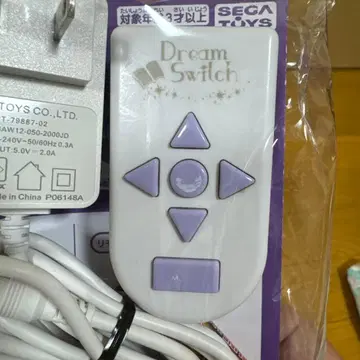 対象年齢3才以上
SEGA
TOYS
Dream
Switch
TOYS CO., LTD.
T-79887-02
AW12-050-2000JD
-240V~50/60Hz 0.3A
UT: 5.0V ⎓ 2.0A
de in China P06148A